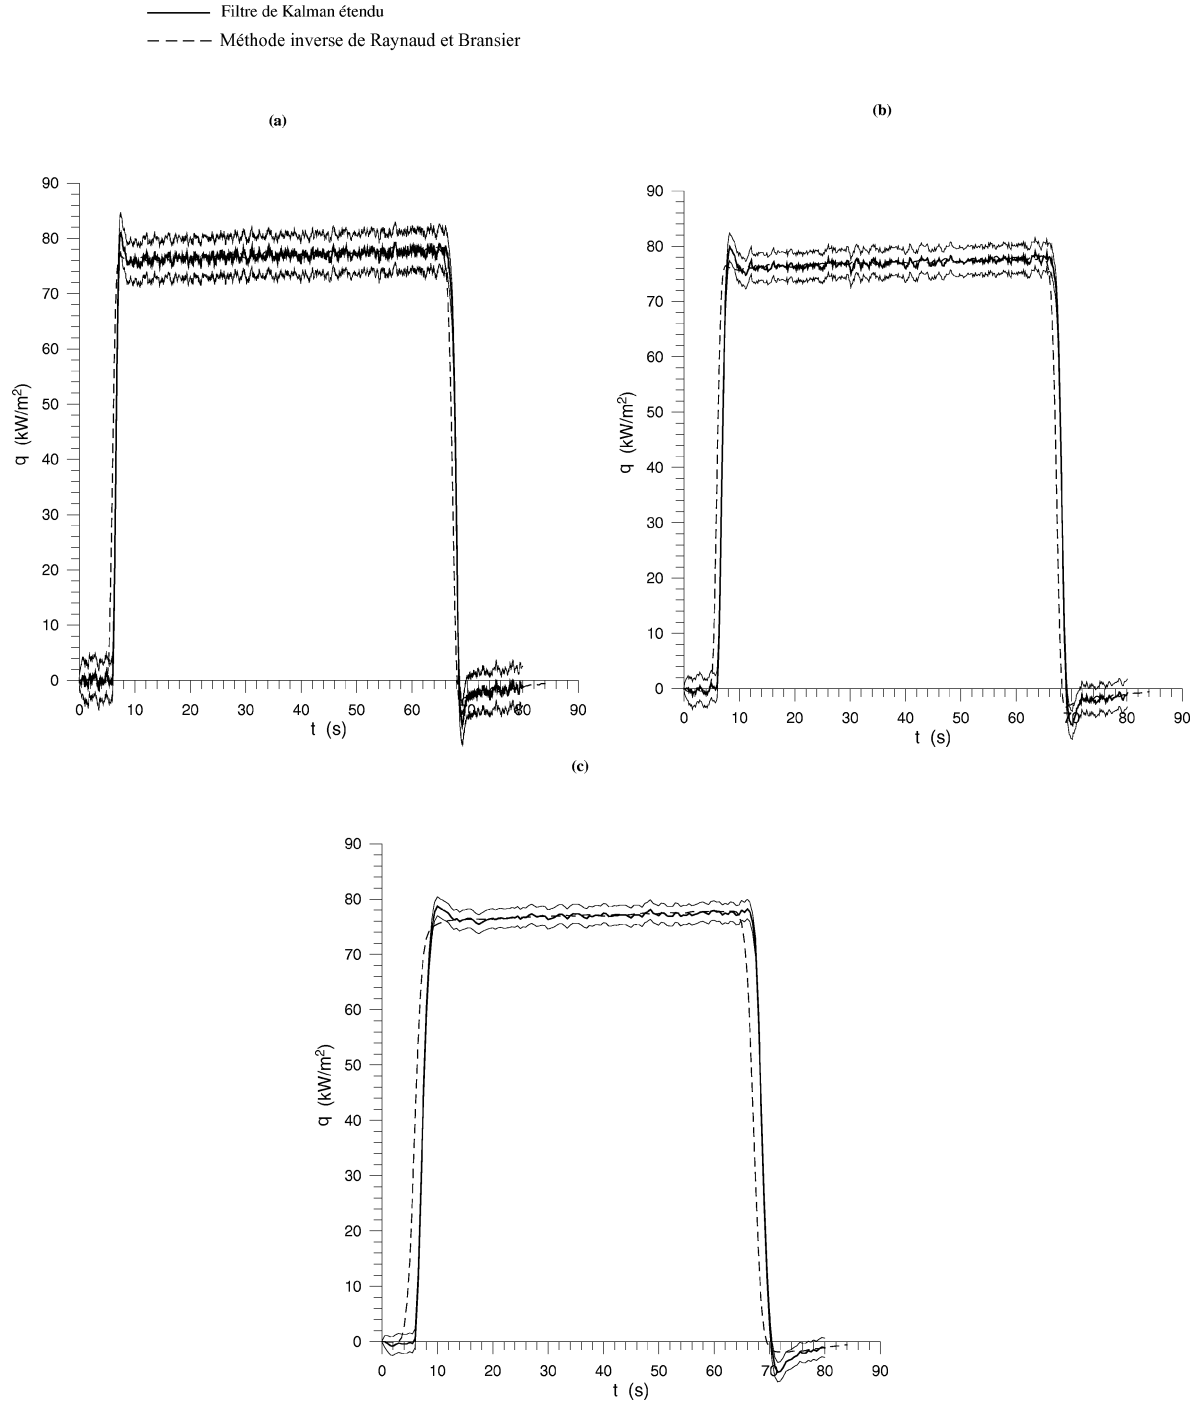 Filtre de Kalman étendu
Méthode inverse de Raynaud et Bransier
(a)
90
80
70
60
50
40
30
20
10
0
q (kW/m2)
0 10 20 30 40 50 60 70 80 90
t (s)
(b)
90
80
70
60
50
40
30
20
10
0
q (kW/m2)
0 10 20 30 40 50 60 70 80 90
t (s)
(c)
90
80
70
60
50
40
30
20
10
0
q (kW/m2)
0 10 20 30 40 50 60 70 80 90
t (s)